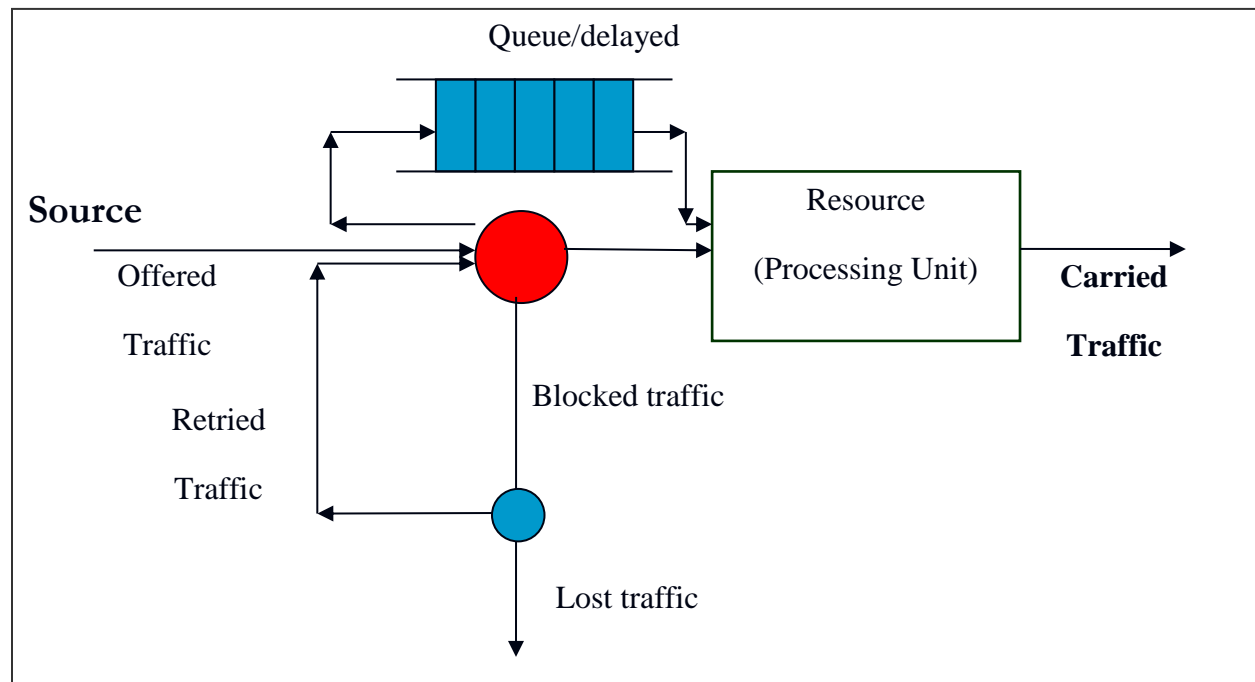 Queue/delayed
Source
Resource
(Processing Unit)
Offered
Traffic
Carried
Traffic
Blocked traffic
Retried
Traffic
Lost traffic